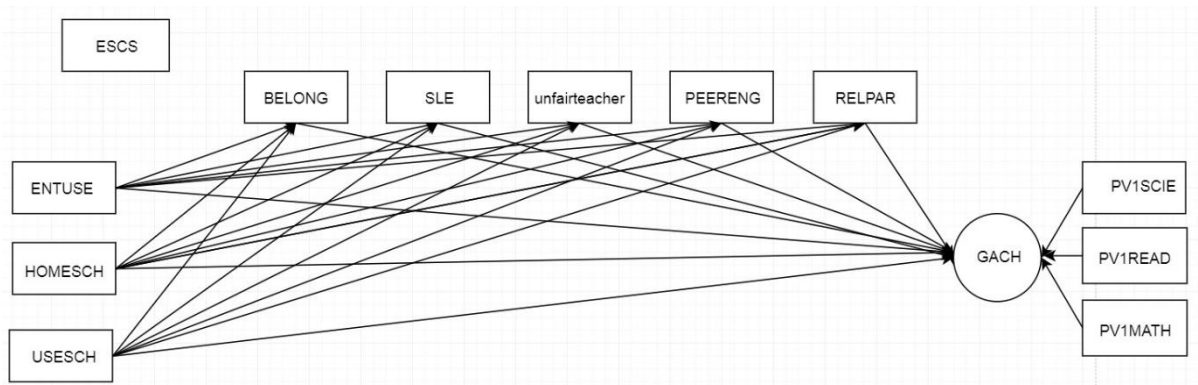 ESCS
BELONG
SLE
unfairteacher
PEERENG
RELPAR
ENTUSE
HOMESCH
USESCH
GACH
PV1SCIE
PV1READ
PV1MATH